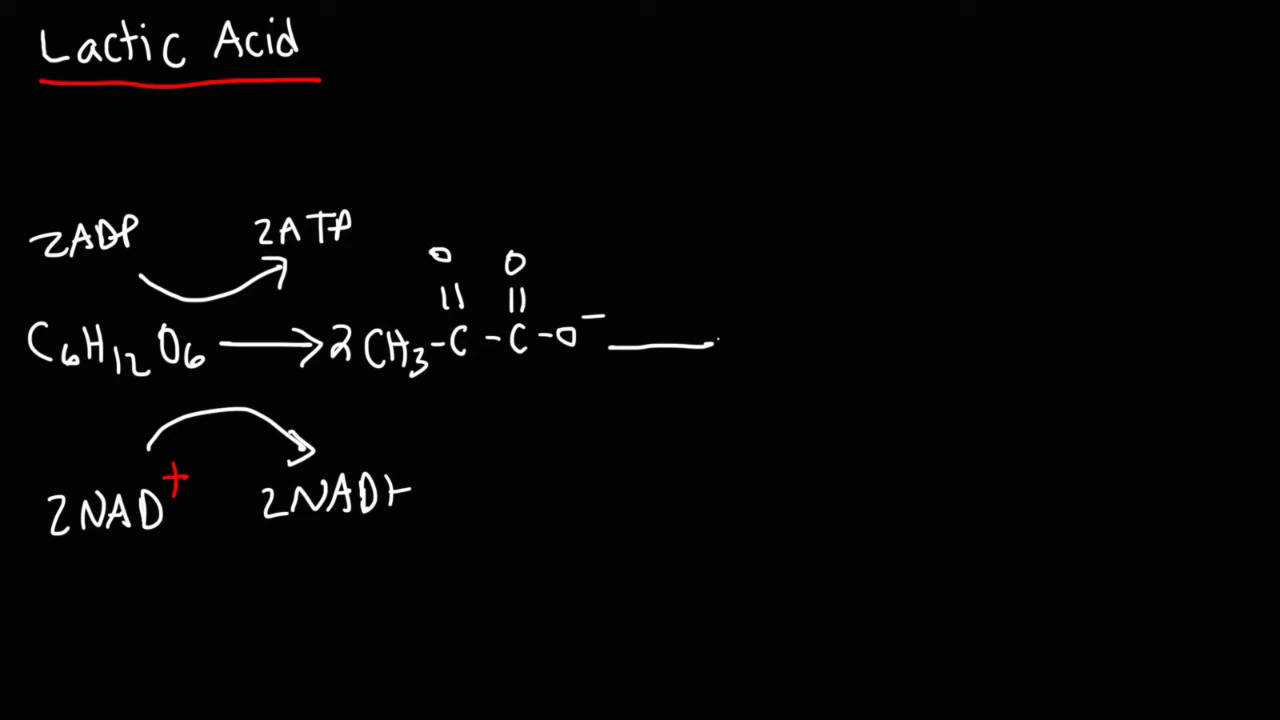 Lactic Acid
2ADP 2ATP
O O
|| ||
C6H12O6 → 2CH3-C-C-O⁻
2NAD+ 2NADH